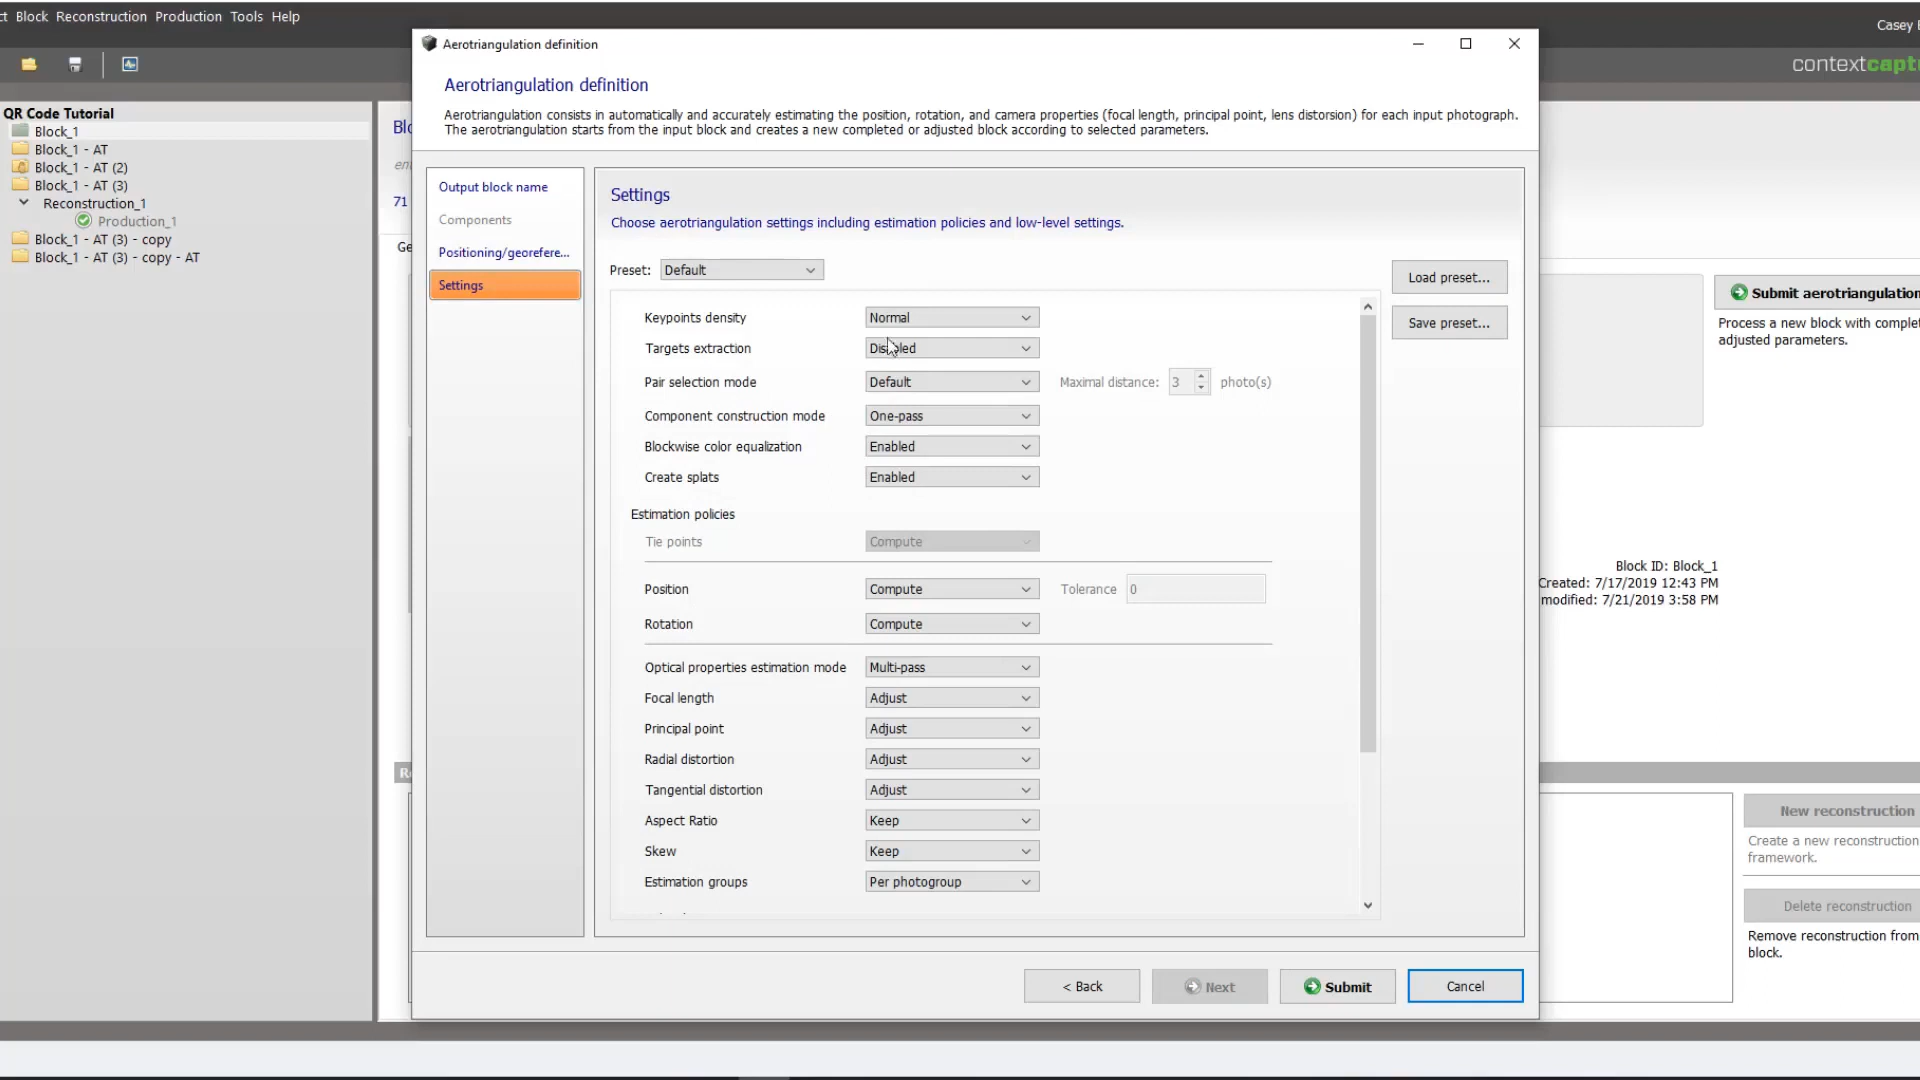 ct Block Reconstruction Production Tools Help
Casey
contextcaptu
QR Code Tutorial
Block_1
Block_1 - AT
Block_1 - AT (2)
Block_1 - AT (3)
Reconstruction_1
Production_1
Block_1 - AT (3) - copy
Block_1 - AT (3) - copy - AT
Blo
en
71
Ge
Re
Aerotriangulation definition
Aerotriangulation definition
Aerotriangulation consists in automatically and accurately estimating the position, rotation, and camera properties (focal length, principal point, lens distorsion) for each input photograph.
The aerotriangulation starts from the input block and creates a new completed or adjusted block according to selected parameters.
Output block name
Components
Positioning/georefere...
Settings
Settings
Choose aerotriangulation settings including estimation policies and low-level settings.
Preset: Default
Load preset...
Save preset...
Keypoints density Normal
Targets extraction Disabled
Pair selection mode Default Maximal distance: 3 photo(s)
Component construction mode One-pass
Blockwise color equalization Enabled
Create splats Enabled
Estimation policies
Tie points Compute
Position Compute Tolerance 0
Rotation Compute
Optical properties estimation mode Multi-pass
Focal length Adjust
Principal point Adjust
Radial distortion Adjust
Tangential distortion Adjust
Aspect Ratio Keep
Skew Keep
Estimation groups Per photogroup
< Back Next Submit Cancel
Submit aerotriangulation
Process a new block with complet
adjusted parameters.
Block ID: Block_1
Created: 7/17/2019 12:43 PM
modified: 7/21/2019 3:58 PM
New reconstruction
Create a new reconstruction
framework.
Delete reconstruction
Remove reconstruction from
block.